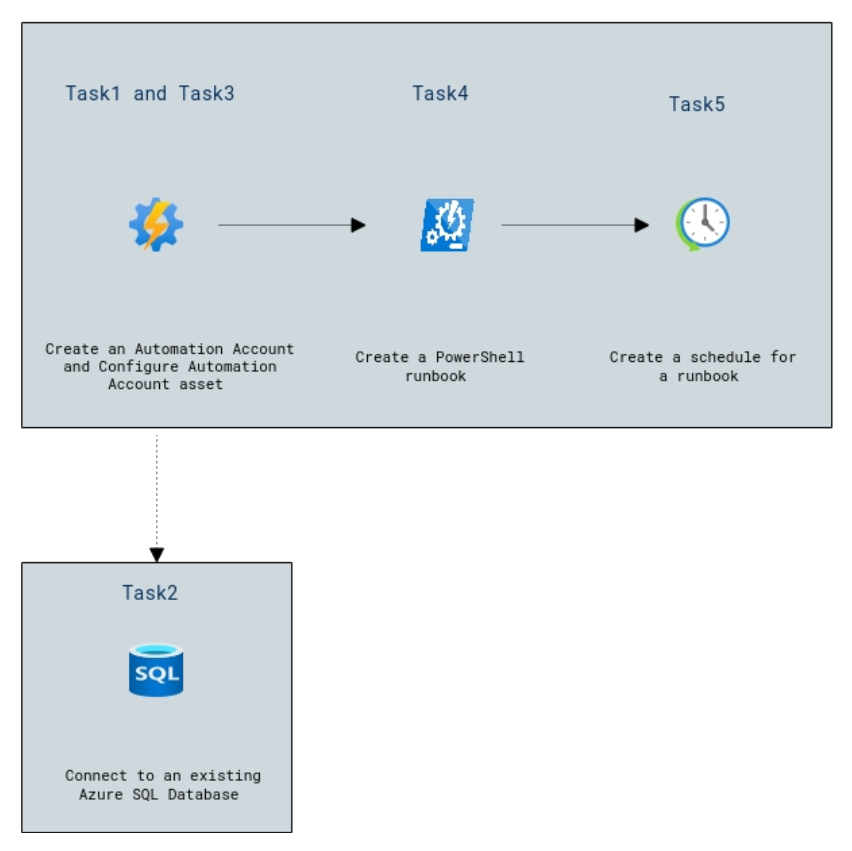 Task1 and Task3
Task4
Task5
Create an Automation Account
and Configure Automation
Account asset
Create a PowerShell
runbook
Create a schedule for
a runbook
Task2
SQL
Connect to an existing
Azure SQL Database